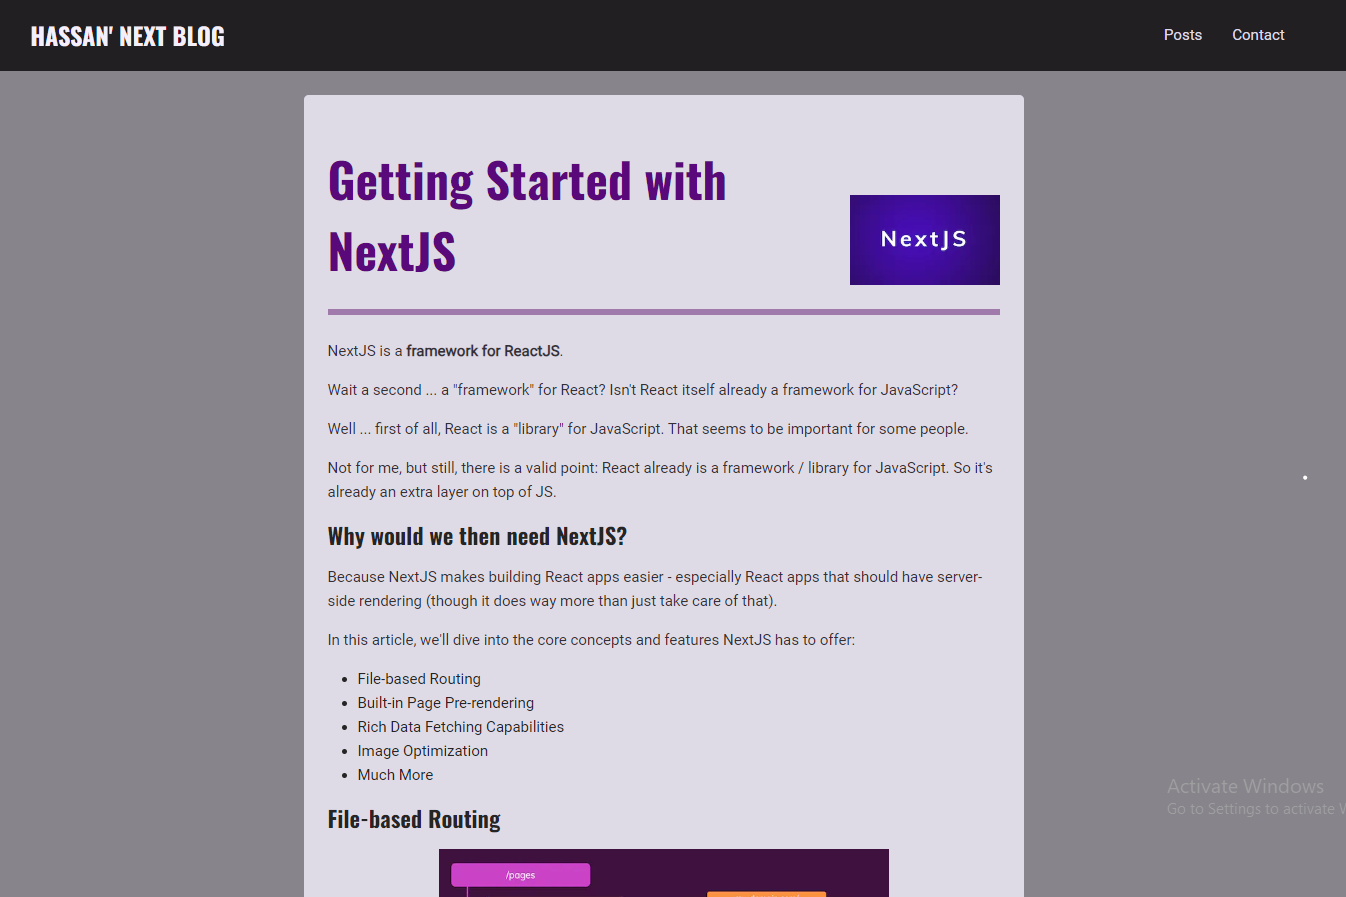 HASSAN' NEXT BLOG
Posts
Contact
Getting Started with
NextJS
NextJS
NextJS is a framework for ReactJS.
Wait a second ... a "framework" for React? Isn't React itself already a framework for JavaScript?
Well ... first of all, React is a "library" for JavaScript. That seems to be important for some people.
Not for me, but still, there is a valid point: React already is a framework / library for JavaScript. So it's
already an extra layer on top of JS.
Why would we then need NextJS?
Because NextJS makes building React apps easier - especially React apps that should have server-
side rendering (though it does way more than just take care of that).
In this article, we'll dive into the core concepts and features NextJS has to offer:
File-based Routing
Built-in Page Pre-rendering
Rich Data Fetching Capabilities
Image Optimization
Much More
File-based Routing
/pages
Activate Windows
Go to Settings to activate